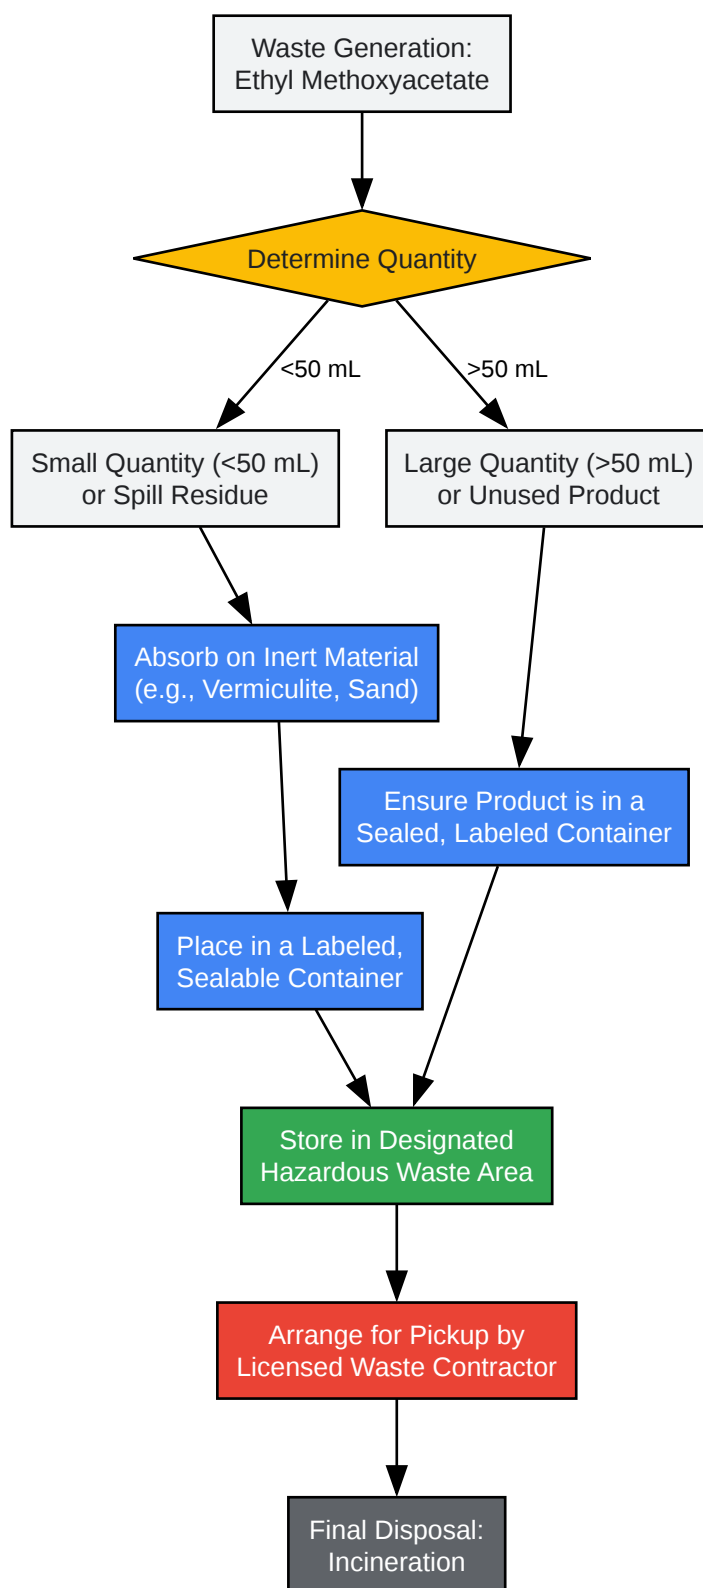 Waste Generation:
Ethyl Methoxyacetate
Determine Quantity
<50 mL
>50 mL
Small Quantity (<50 mL)
or Spill Residue
Large Quantity (>50 mL)
or Unused Product
Absorb on Inert Material
(e.g., Vermiculite, Sand)
Ensure Product is in a
Sealed, Labeled Container
Place in a Labeled,
Sealable Container
Store in Designated
Hazardous Waste Area
Arrange for Pickup by
Licensed Waste Contractor
Final Disposal:
Incineration